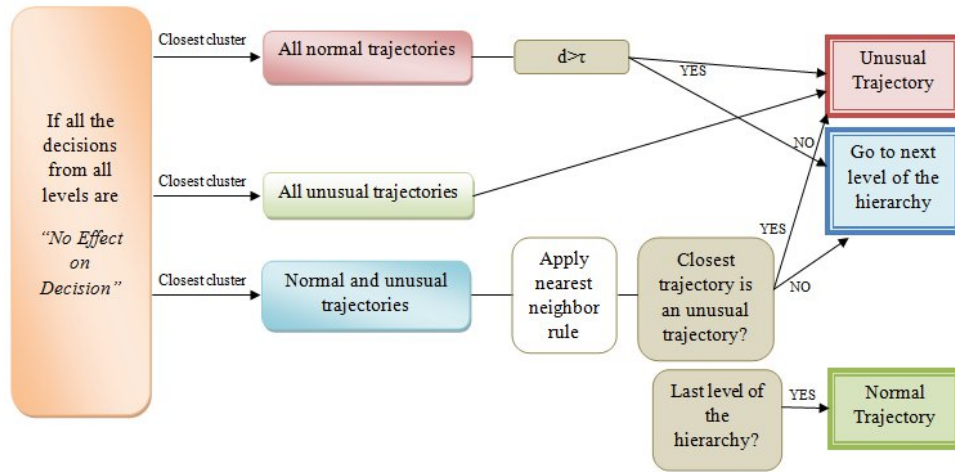 If all the
decisions
from all
levels are
“No Effect
on
Decision”
Closest cluster
All normal trajectories
d>τ
YES
NO
Unusual
Trajectory
Closest cluster
All unusual trajectories
Go to next
level of the
hierarchy
Closest cluster
Normal and unusual
trajectories
Apply
nearest
neighbor
rule
Closest
trajectory is
an unusual
trajectory?
YES
NO
Last level of
the
hierarchy?
YES
Normal
Trajectory